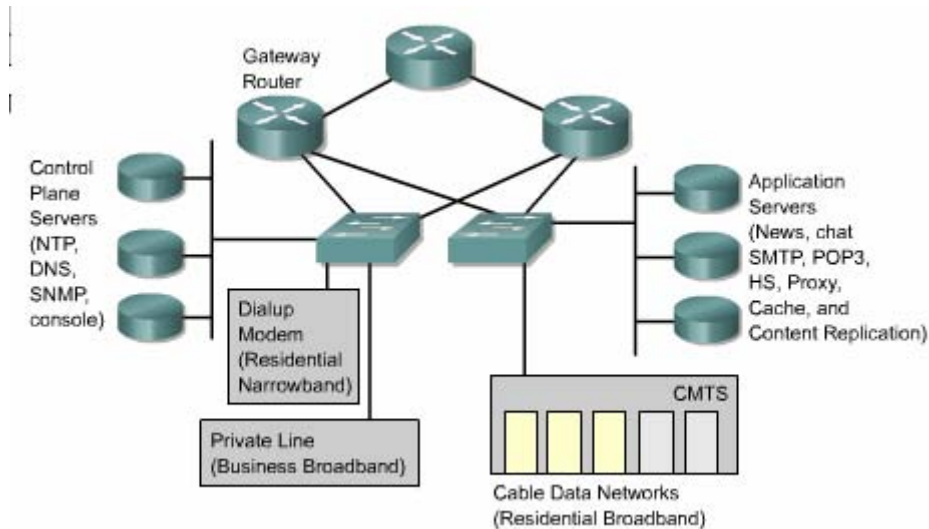 Gateway
Router
Control
Plane
Servers
(NTP,
DNS,
SNMP,
console)
Application
Servers
(News, chat
SMTP, POP3,
HS, Proxy,
Cache, and
Content Replication)
Dialup
Modem
(Residential
Narrowband)
Private Line
(Business Broadband)
CMTS
Cable Data Networks
(Residential Broadband)